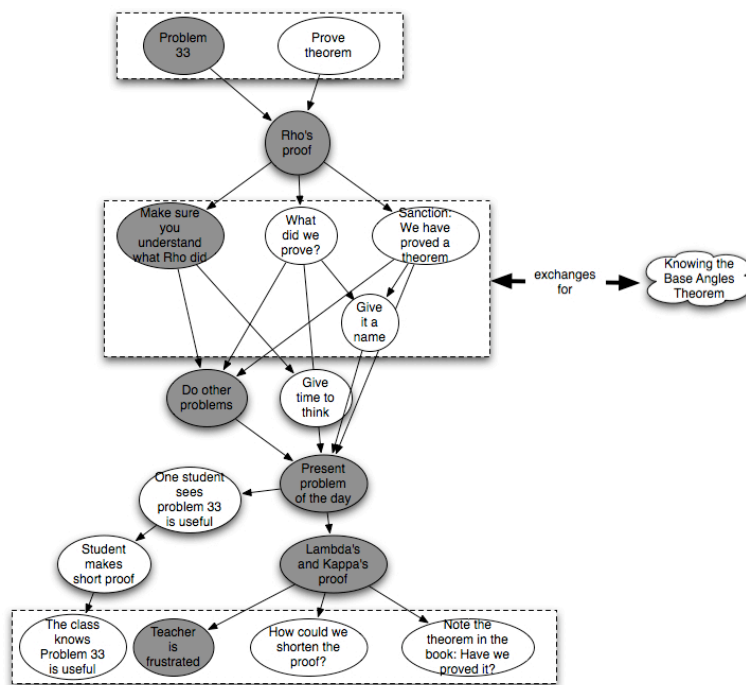 Problem
33
Prove
theorem
Rho's
proof
Make sure
you
understand
what Rho did
What
did we
prove?
Sanction:
We have
proved a
theorem
Give
it a
name
exchanges
for
Knowing the
Base Angles
Theorem
Do other
problems
Give
time to
think
Present
problem
of the day
One student
sees
problem 33
is useful
Student
makes
short proof
Lambda's
and Kappa's
proof
The class
knows
Problem 33
is useful
Teacher
is
frustrated
How could we
shorten the
proof?
Note the
theorem in the
book: Have we
proved it?